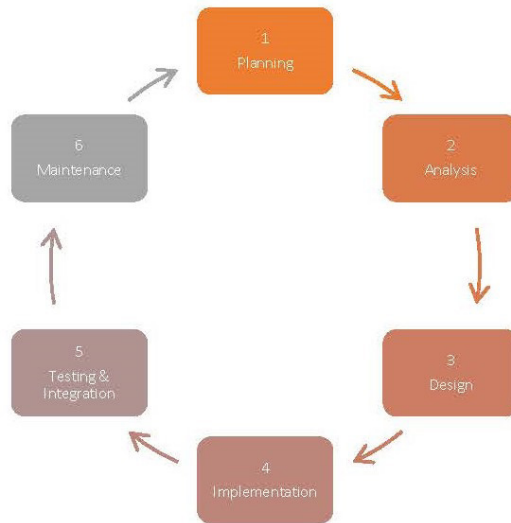 1
Planning
2
Analysis
3
Design
4
Implementation
5
Testing &
Integration
6
Maintenance